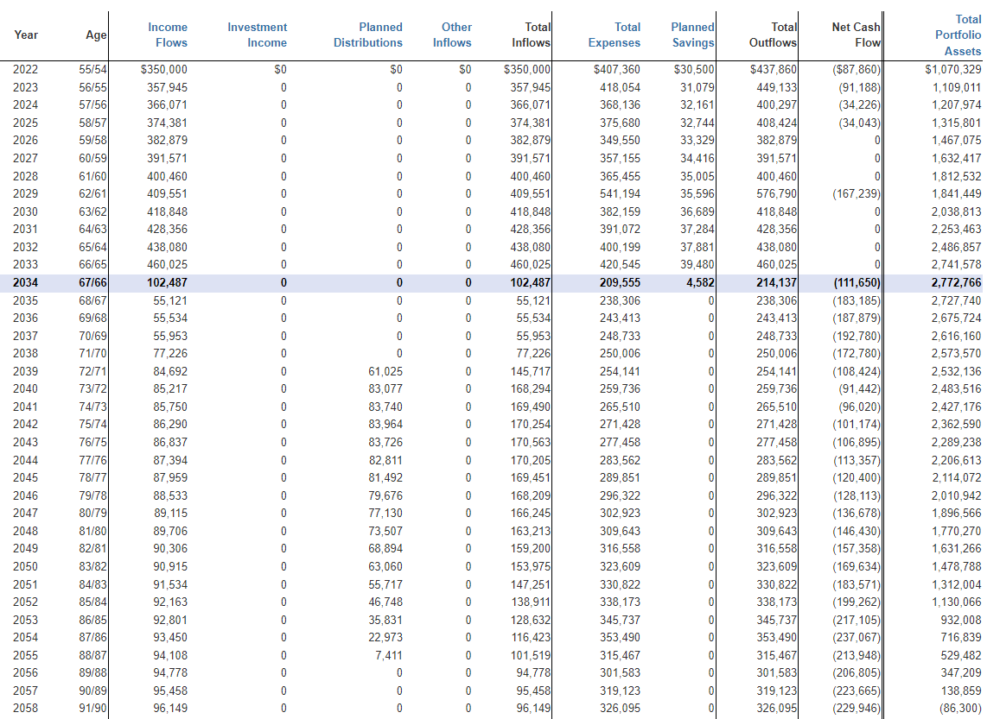 Year Age Income Flows Investment Income Planned Distributions Other Inflows Total Inflows Total Expenses Planned Savings Total Outflows Net Cash Flow Total Portfolio Assets
2022 55/54 $350,000 $0 $0 $0 $350,000 $407,360 $30,500 $437,860 ($87,860) $1,070,329
2023 56/55 357,945 0 0 0 357,945 418,054 31,079 449,133 (91,188) 1,109,011
2024 57/56 366,071 0 0 0 366,071 368,136 32,161 400,297 (34,226) 1,207,974
2025 58/57 374,381 0 0 0 374,381 375,680 32,744 408,424 (34,043) 1,315,801
2026 59/58 382,879 0 0 0 382,879 349,550 33,329 382,879 0 1,467,075
2027 60/59 391,571 0 0 0 391,571 357,155 34,416 391,571 0 1,632,417
2028 61/60 400,460 0 0 0 400,460 365,455 35,005 400,460 0 1,812,532
2029 62/61 409,551 0 0 0 409,551 541,194 35,596 576,790 (167,239) 1,841,449
2030 63/62 418,848 0 0 0 418,848 382,159 36,689 418,848 0 2,038,813
2031 64/63 428,356 0 0 0 428,356 391,072 37,284 428,356 0 2,253,463
2032 65/64 438,080 0 0 0 438,080 400,199 37,881 438,080 0 2,486,857
2033 66/65 460,025 0 0 0 460,025 420,545 39,480 460,025 0 2,741,578
2034 67/66 102,487 0 0 0 102,487 209,555 4,582 214,137 (111,650) 2,772,766
2035 68/67 55,121 0 0 0 55,121 238,306 0 238,306 (183,185) 2,727,740
2036 69/68 55,534 0 0 0 55,534 243,413 0 243,413 (187,879) 2,675,724
2037 70/69 55,953 0 0 0 55,953 248,733 0 248,733 (192,780) 2,616,160
2038 71/70 77,226 0 0 0 77,226 250,006 0 250,006 (172,780) 2,573,570
2039 72/71 84,692 0 61,025 0 145,717 254,141 0 254,141 (108,424) 2,532,136
2040 73/72 85,217 0 83,077 0 168,294 259,736 0 259,736 (91,442) 2,483,516
2041 74/73 85,750 0 83,740 0 169,490 265,510 0 265,510 (96,020) 2,427,176
2042 75/74 86,290 0 83,964 0 170,254 271,428 0 271,428 (101,174) 2,362,590
2043 76/75 86,837 0 83,726 0 170,563 277,458 0 277,458 (106,895) 2,289,238
2044 77/76 87,394 0 82,811 0 170,205 283,562 0 283,562 (113,357) 2,206,613
2045 78/77 87,959 0 81,492 0 169,451 289,851 0 289,851 (120,400) 2,114,072
2046 79/78 88,533 0 79,676 0 168,209 296,322 0 296,322 (128,113) 2,010,942
2047 80/79 89,115 0 77,130 0 166,245 302,923 0 302,923 (136,678) 1,896,566
2048 81/80 89,706 0 73,507 0 163,213 309,643 0 309,643 (146,430) 1,770,270
2049 82/81 90,306 0 68,894 0 159,200 316,558 0 316,558 (157,358) 1,631,266
2050 83/82 90,915 0 63,060 0 153,975 323,609 0 323,609 (169,634) 1,478,788
2051 84/83 91,534 0 55,717 0 147,251 330,822 0 330,822 (183,571) 1,312,004
2052 85/84 92,163 0 46,748 0 138,911 338,173 0 338,173 (199,262) 1,130,066
2053 86/85 92,801 0 35,831 0 128,632 345,737 0 345,737 (217,105) 932,008
2054 87/86 93,450 0 22,973 0 116,423 353,490 0 353,490 (237,067) 716,839
2055 88/87 94,108 0 7,411 0 101,519 315,467 0 315,467 (213,948) 529,482
2056 89/88 94,778 0 0 0 94,778 301,583 0 301,583 (206,805) 347,209
2057 90/89 95,458 0 0 0 95,458 319,123 0 319,123 (223,665) 138,859
2058 91/90 96,149 0 0 0 96,149 326,095 0 326,095 (229,946) (86,300)